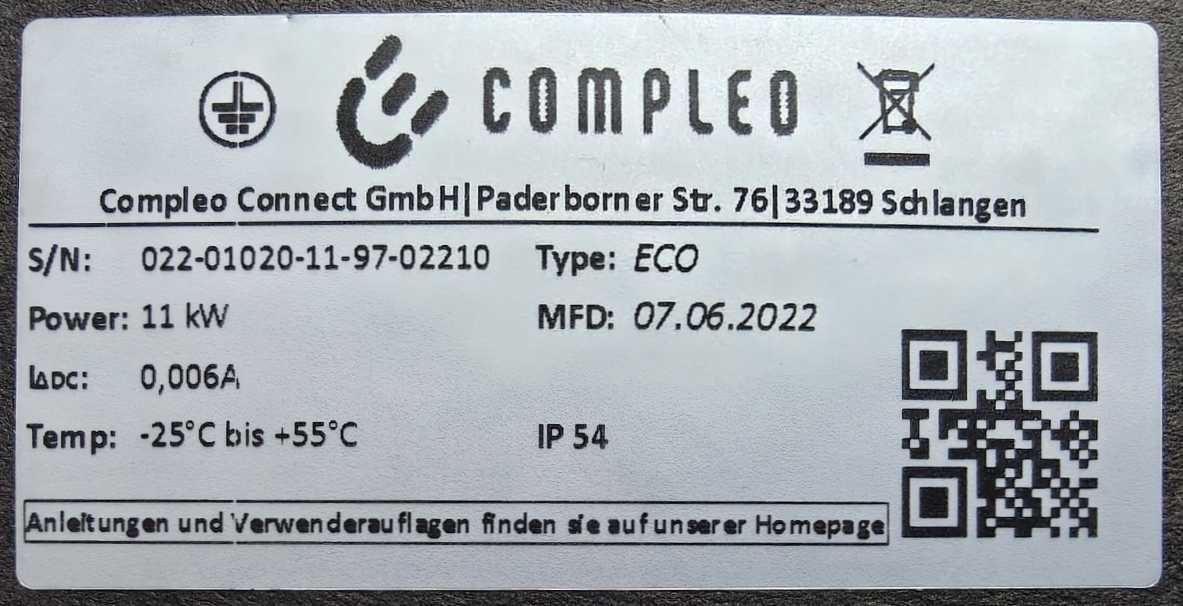 COMPLEO
Compleo Connect GmbH|Paderborner Str. 76|33189 Schlangen
S/N: 022-01020-11-97-02210 Type: ECO
Power: 11 kW MFD: 07.06.2022
IΔDC: 0,006A
Temp: -25°C bis +55°C IP 54
Anleitungen und Verwenderauflagen finden sie auf unserer Homepage